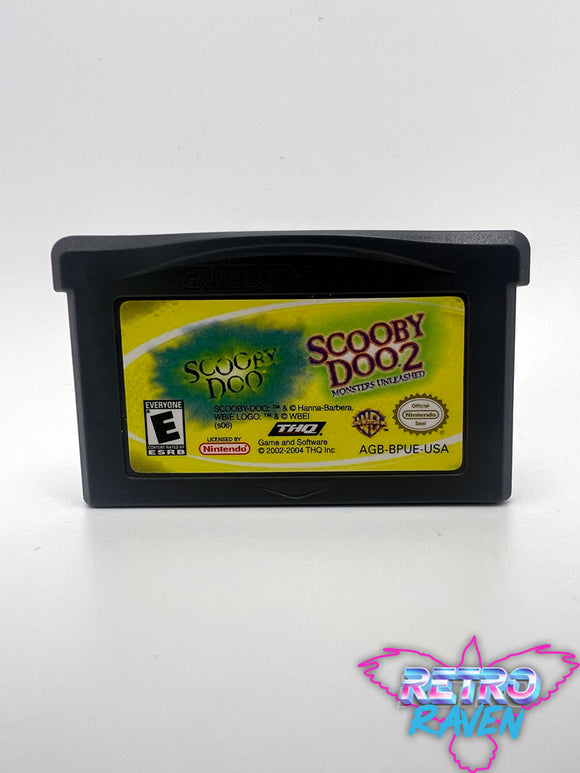 GAME BOY ADVANCE
SCOOBY
DOO
SCOOBY
DOO 2
MONSTERS UNLEASHED
EVERYONE
E
CONTENT RATED BY
ESRB
SCOOBY-DOO: ™ & © Hanna-Barbera.
WBIE LOGO: ™ & © WBEI
(s06)
THQ
LICENSED BY
Nintendo
Game and Software
© 2002-2004 THQ Inc.
Official
Nintendo
Seal
AGB-BPUE-USA
RETRO
RAVEN